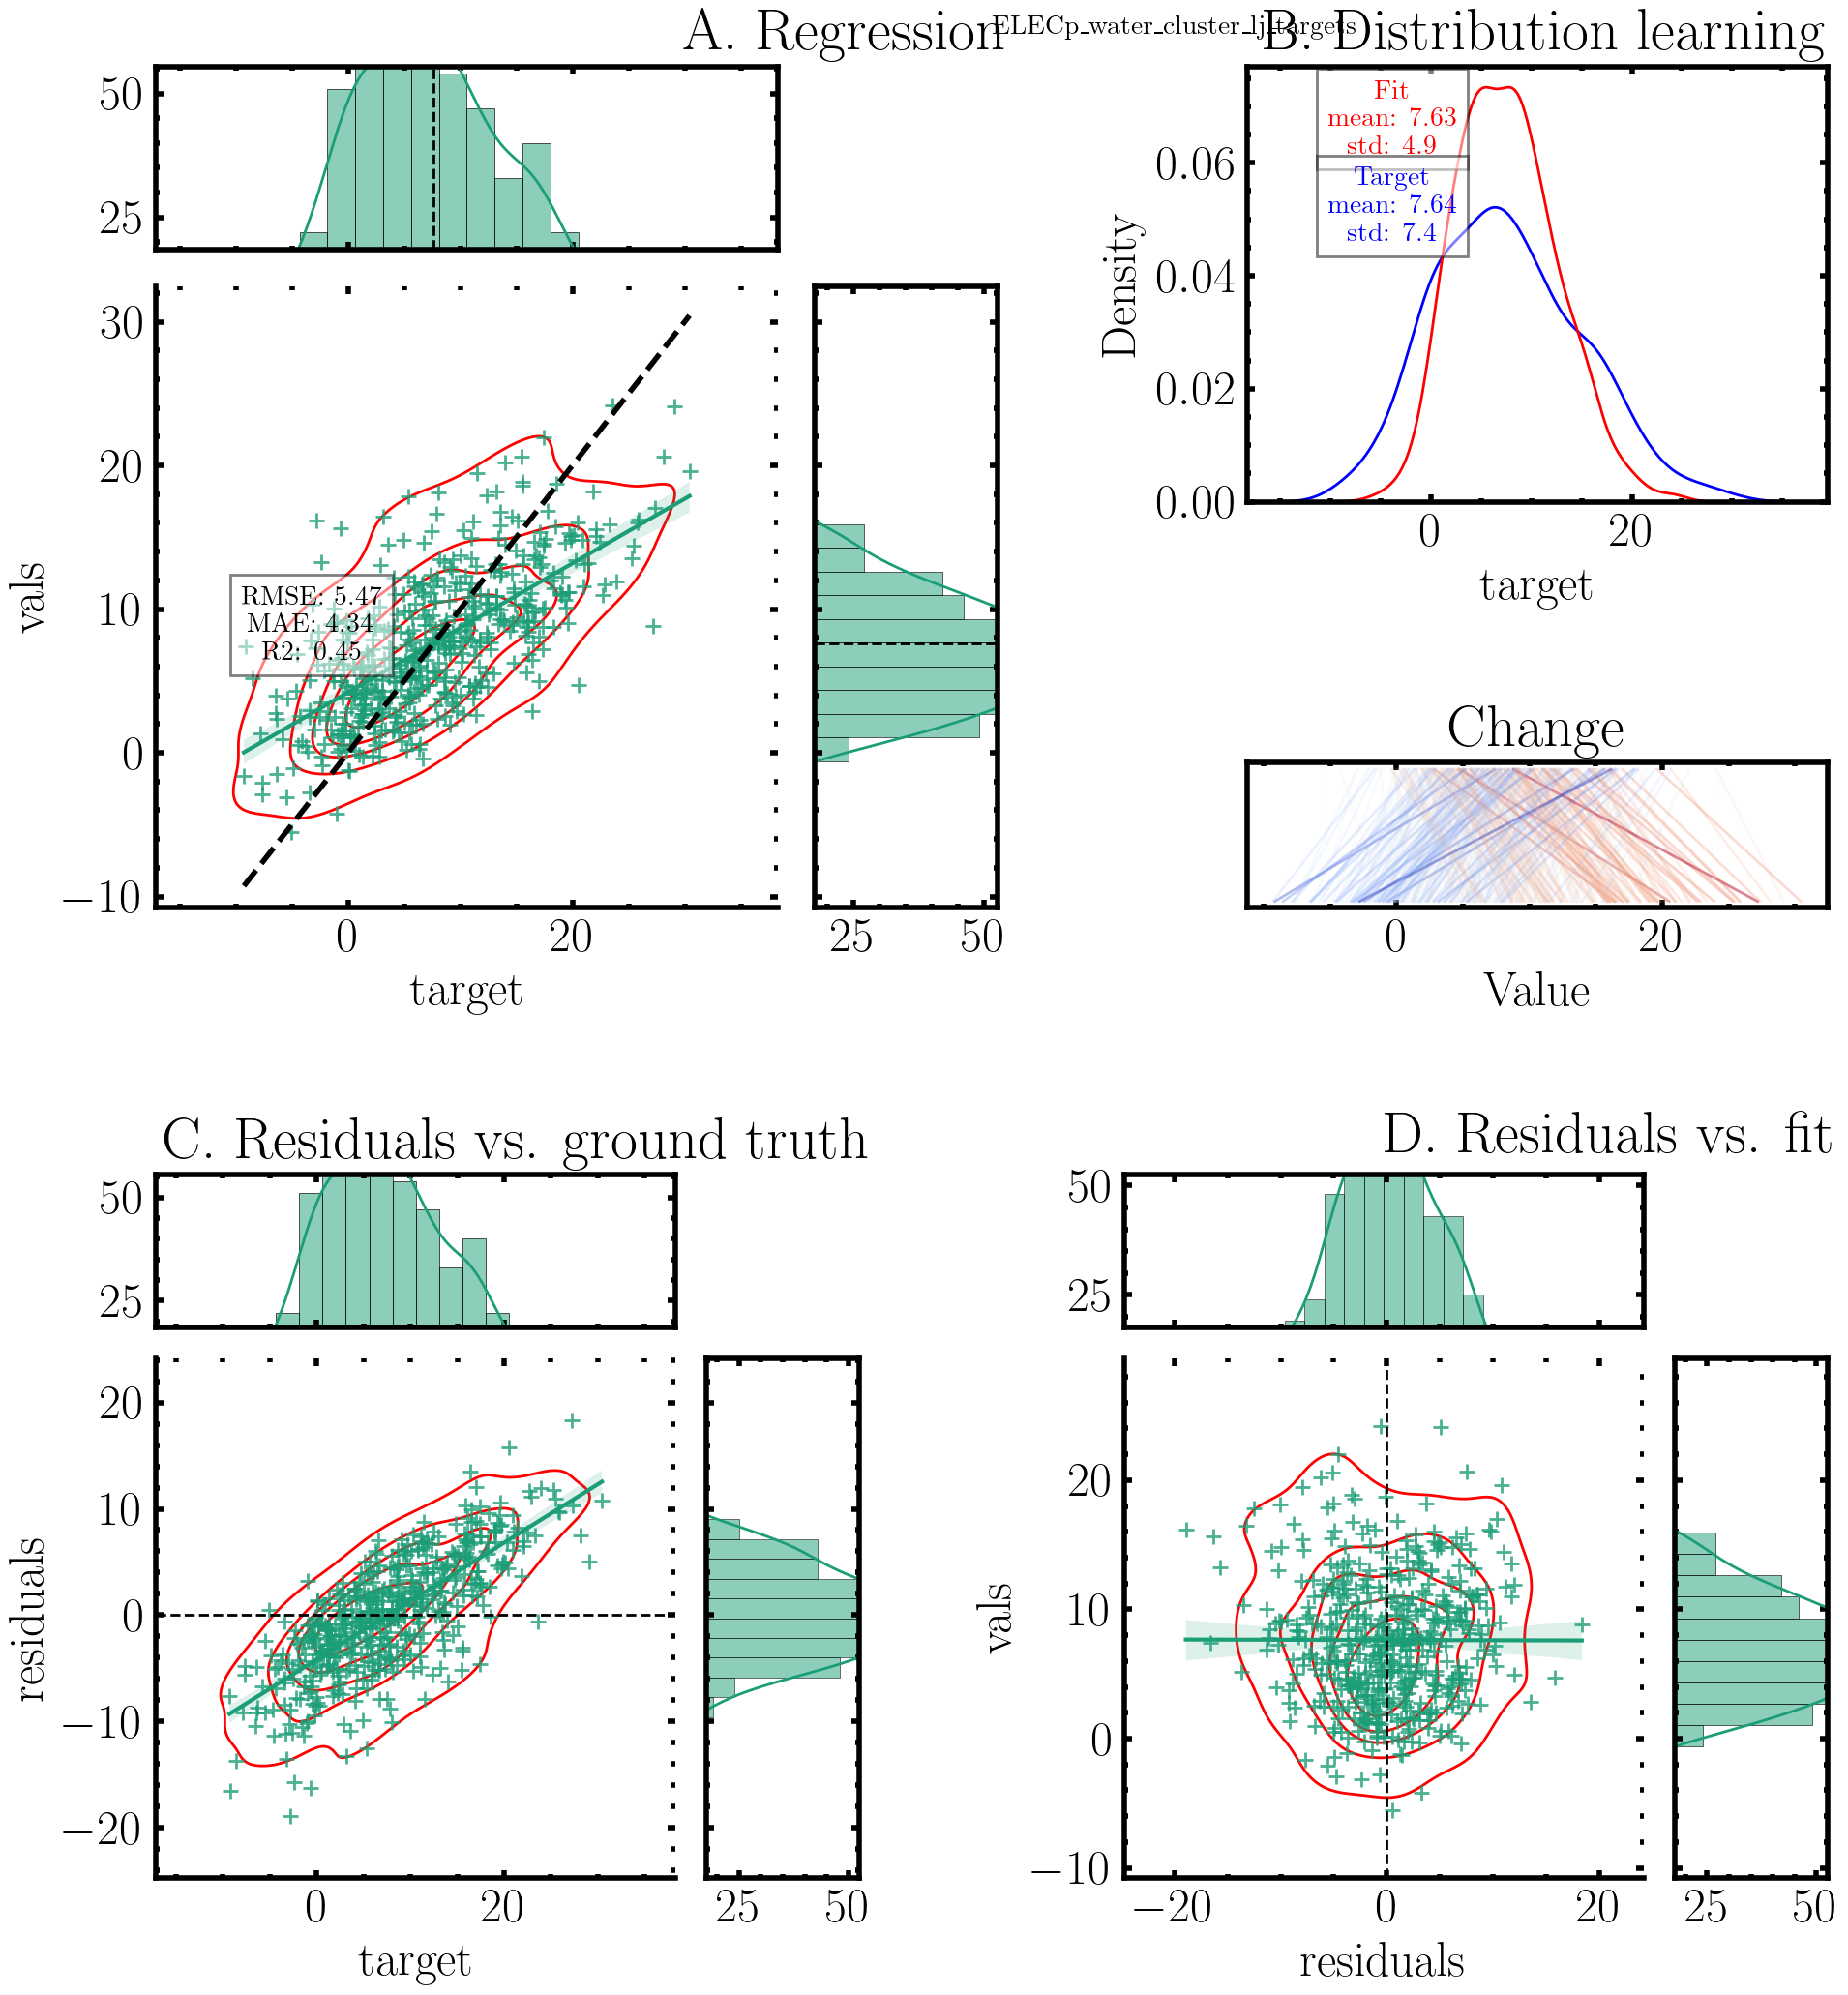 A. Regression
ELECp_water_cluster_lj_targets
B. Distribution learning
50
25
30
20
10
0
−10
vals
RMSE: 5.47
MAE: 4.34
R2: 0.45
0
20
target
25
50
Fit
mean: 7.63
std: 4.9
Target
mean: 7.64
std: 7.4
Density
0.06
0.04
0.02
0.00
0
20
target
Change
0
20
Value
C. Residuals vs. ground truth
50
25
20
10
0
−10
−20
residuals
0
20
target
25
50
D. Residuals vs. fit
50
25
20
10
0
−10
vals
−20
0
20
residuals
25
50